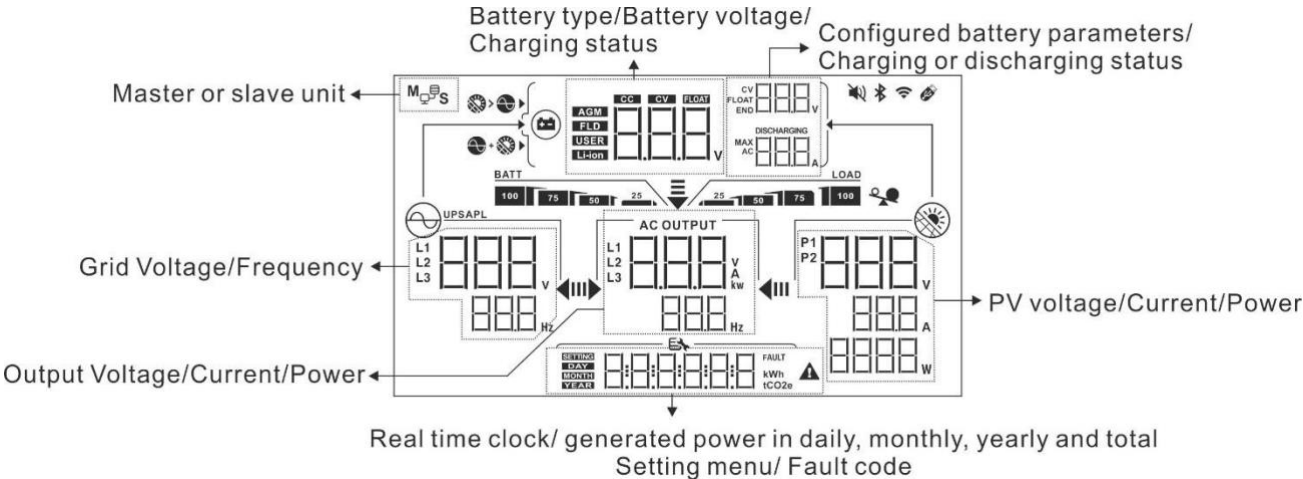 Battery type/Battery voltage/
Charging status
Configured battery parameters/
Charging or discharging status
Master or slave unit
M S
CC CV FLOAT
AGM
FLD
USER
Li-ion
V
CV
FLOAT
END
V
DISCHARGING
MAX
AC
A
BATT
100 75 50 25
LOAD
25 50 75 100
UPSAPL
L1
L2
L3
V
Hz
AC OUTPUT
L1
L2
L3
V
A
kw
Hz
P1
P2
V
A
W
Grid Voltage/Frequency
PV voltage/Current/Power
Output Voltage/Current/Power
SETTING
DAY
MONTH
YEAR
FAULT
kWh
tCO2e
Real time clock/ generated power in daily, monthly, yearly and total
Setting menu/ Fault code